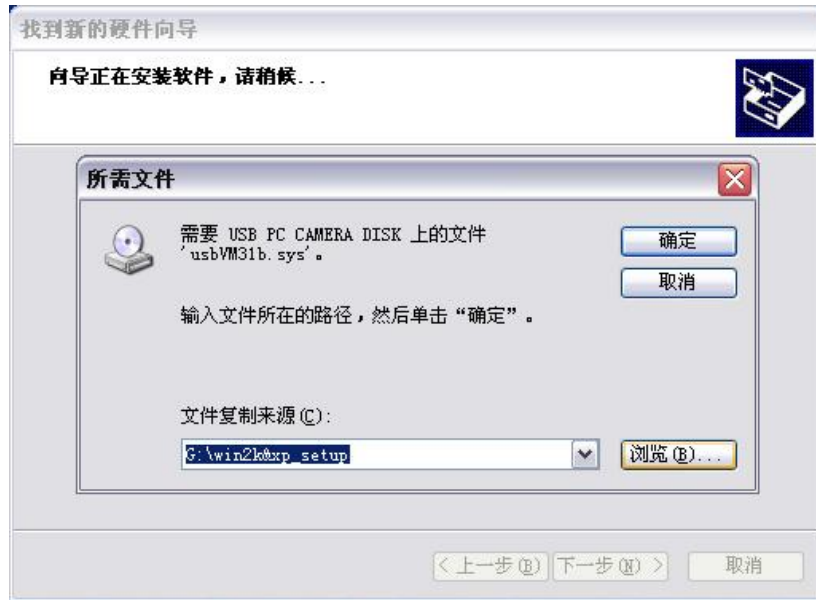 找到新的硬件向导
向导正在安装软件，请稍候...
所需文件
需要 USB PC CAMERA DISK 上的文件
'usbVM31b.sys'。
确定
取消
输入文件所在的路径，然后单击“确定”。
文件复制来源(C):
G:\win2k&xp_setup
浏览(B)...
< 上一步(B)
下一步(N) >
取消